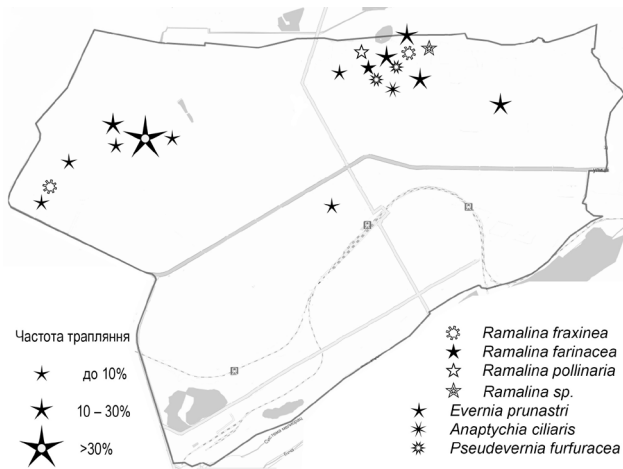 Частота трапляння
до 10%
10 – 30%
>30%
Ramalina fraxinea
Ramalina farinacea
Ramalina pollinaria
Ramalina sp.
Evernia prunastri
Anaptychia ciliaris
Pseudevernia furfuracea